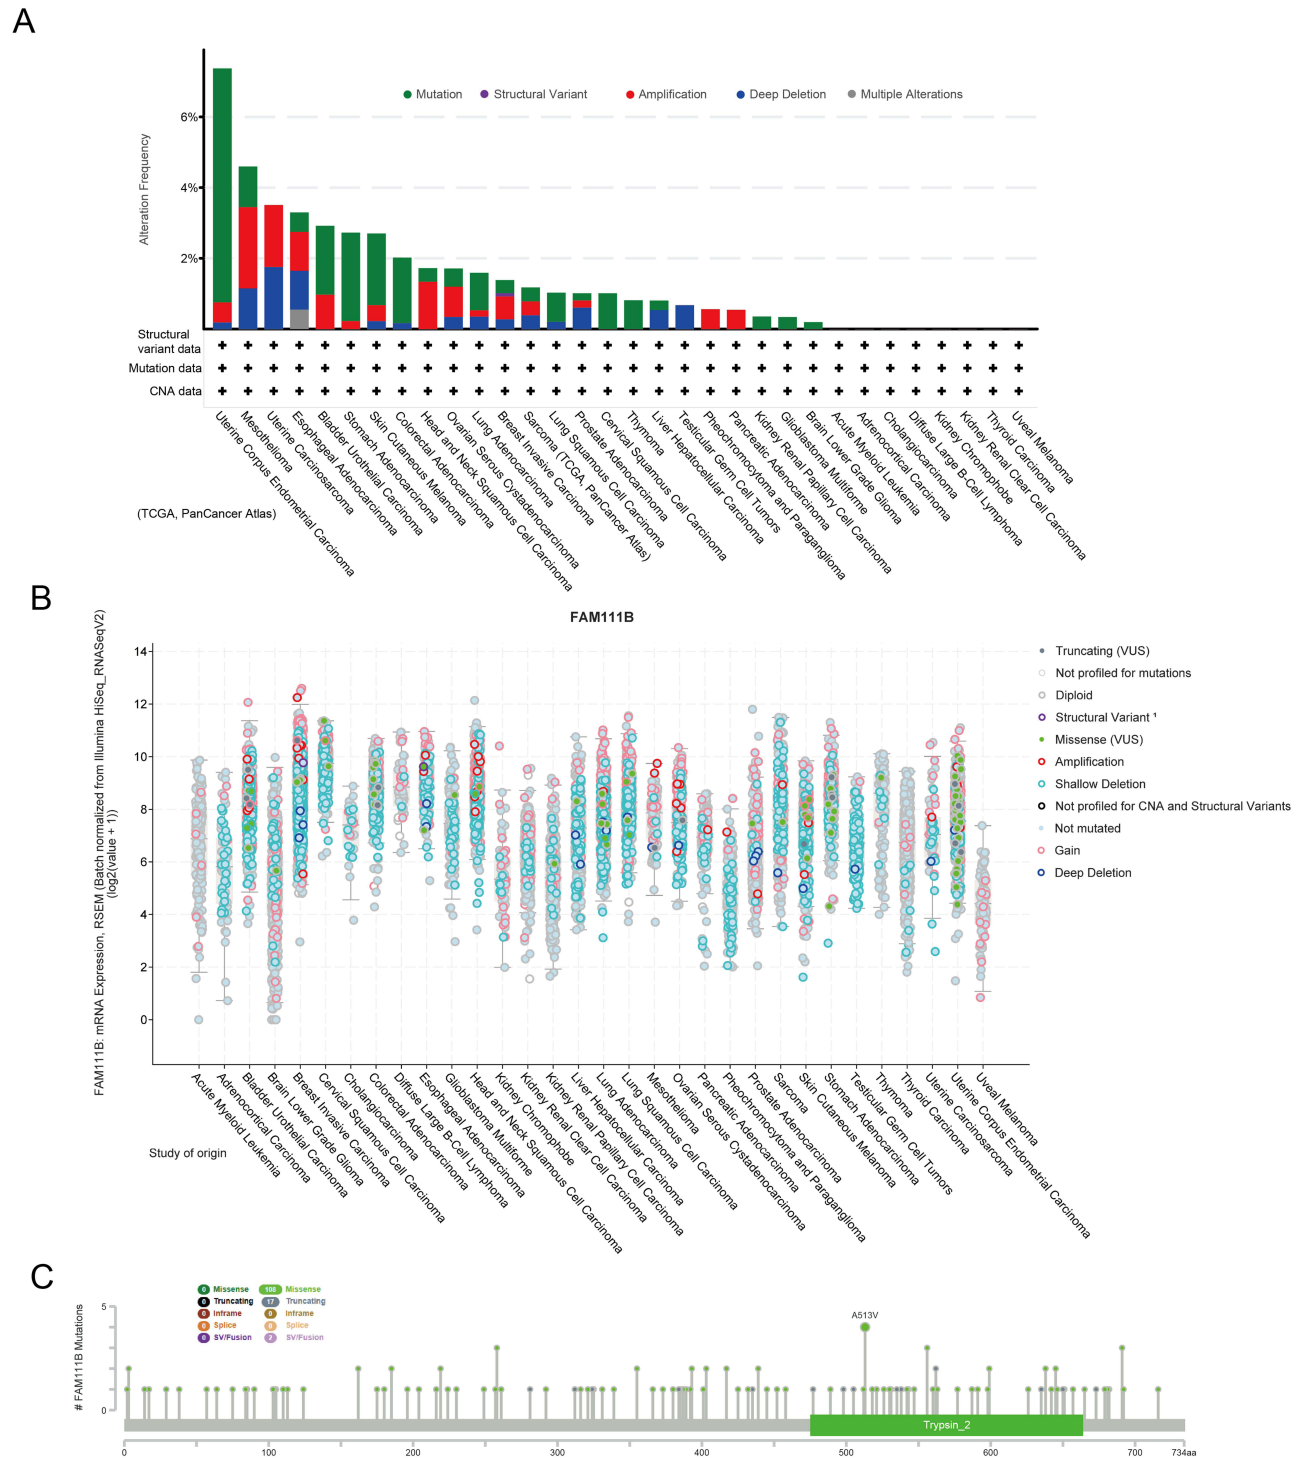 A
Mutation
Structural Variant
Amplification
Deep Deletion
Multiple Alterations
Alteration Frequency
6%
4%
2%
Structural
variant data
Mutation data
CNA data
Uterine Corpus Endometrial Carcinoma
Mesothelioma
Uterine Carcinosarcoma
Esophageal Adenocarcinoma
Bladder Urothelial Carcinoma
Stomach Adenocarcinoma
Skin Cutaneous Melanoma
Colorectal Adenocarcinoma
Head and Neck Squamous Cell Carcinoma
Ovarian Serous Cystadenocarcinoma
Lung Adenocarcinoma
Breast Invasive Carcinoma
Sarcoma (TCGA, PanCancer Atlas)
Lung Squamous Cell Carcinoma
Prostate Adenocarcinoma
Cervical Squamous Cell Carcinoma
Thymoma
Liver Hepatocellular Carcinoma
Testicular Germ Cell Tumors
Pheochromocytoma and Paraganglioma
Pancreatic Adenocarcinoma
Kidney Renal Papillary Cell Carcinoma
Glioblastoma Multiforme
Brain Lower Grade Glioma
Acute Myeloid Leukemia
Adrenocortical Carcinoma
Cholangiocarcinoma
Diffuse Large B-Cell Lymphoma
Kidney Chromophobe
Kidney Renal Clear Cell Carcinoma
Thyroid Carcinoma
Uveal Melanoma
(TCGA, PanCancer Atlas)
B
FAM111B
FAM111B: mRNA Expression, RSEM (Batch normalized from Illumina HiSeq_RNASeqV2)
(log2(value + 1))
14
12
10
8
6
4
2
0
Truncating (VUS)
Not profiled for mutations
Diploid
Structural Variant ¹
Missense (VUS)
Amplification
Shallow Deletion
Not profiled for CNA and Structural Variants
Not mutated
Gain
Deep Deletion
Acute Myeloid Leukemia
Adrenocortical Carcinoma
Bladder Urothelial Carcinoma
Brain Lower Grade Glioma
Breast Invasive Carcinoma
Cervical Squamous Cell Carcinoma
Cholangiocarcinoma
Colorectal Adenocarcinoma
Diffuse Large B-Cell Lymphoma
Esophageal Adenocarcinoma
Glioblastoma Multiforme
Head and Neck Squamous Cell Carcinoma
Kidney Chromophobe
Kidney Renal Clear Cell Carcinoma
Kidney Renal Papillary Cell Carcinoma
Liver Hepatocellular Carcinoma
Lung Adenocarcinoma
Lung Squamous Cell Carcinoma
Mesothelioma
Ovarian Serous Cystadenocarcinoma
Pancreatic Adenocarcinoma
Pheochromocytoma and Paraganglioma
Prostate Adenocarcinoma
Sarcoma
Skin Cutaneous Melanoma
Stomach Adenocarcinoma
Testicular Germ Cell Tumors
Thymoma
Thyroid Carcinoma
Uterine Carcinosarcoma
Uterine Corpus Endometrial Carcinoma
Uveal Melanoma
Study of origin
C
0 Missense 108 Missense
0 Truncating 17 Truncating
0 Inframe 0 Inframe
0 Splice 0 Splice
0 SV/Fusion 2 SV/Fusion
# FAM111B Mutations
5
0
A513V
Trypsin_2
0 100 200 300 400 500 600 700 734aa